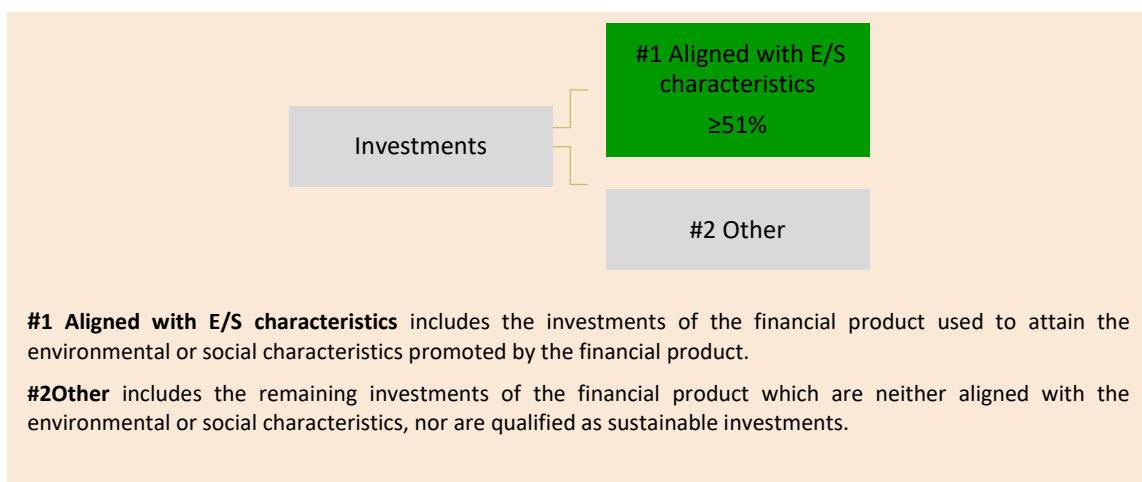 #1 Aligned with E/S
characteristics
≥51%
Investments
#2 Other
#1 Aligned with E/S characteristics includes the investments of the financial product used to attain the
environmental or social characteristics promoted by the financial product.
#2Other includes the remaining investments of the financial product which are neither aligned with the
environmental or social characteristics, nor are qualified as sustainable investments.